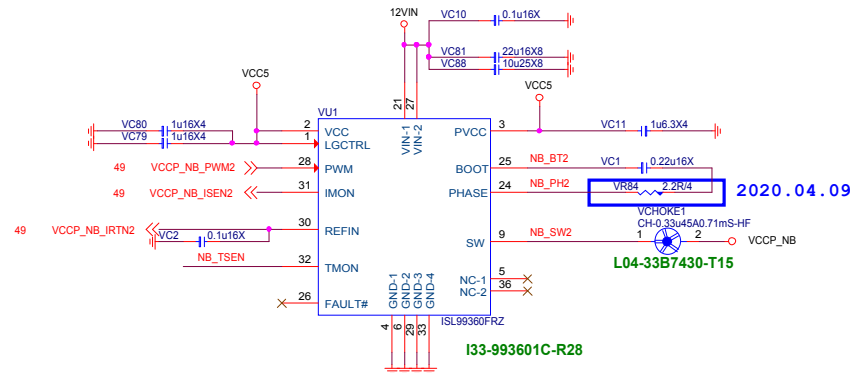 12VIN
VC10 0.1u16X
VC81 22u16X8
VC88 10u25X8
VCC5
VCC5
21 27
VU1
VC80 1u16X4
VC79 1u16X4
2 VCC
1 LGCTRL
VIN-1 VIN-2
PVCC 3
VC11 1u6.3X4
49 VCCP_NB_PWM2 28 PWM
BOOT 25 NB_BT2 VC1 0.22u16X
49 VCCP_NB_ISEN2 31 IMON
PHASE 24 NB_PH2 VR84 2.2R/4 2020.04.09
VCHOKE1
CH-0.33u45A0.71mS-HF
49 VCCP_NB_IRTN2 30 REFIN
VC2 0.1u16X
SW 9 NB_SW2 1 2 VCCP_NB
L04-33B7430-T15
NB_TSEN 32 TMON
NC-1 5
NC-2 36
26 FAULT#
GND-1 GND-2 GND-3 GND-4
4 6 29 33
ISL99360FRZ
I33-993601C-R28